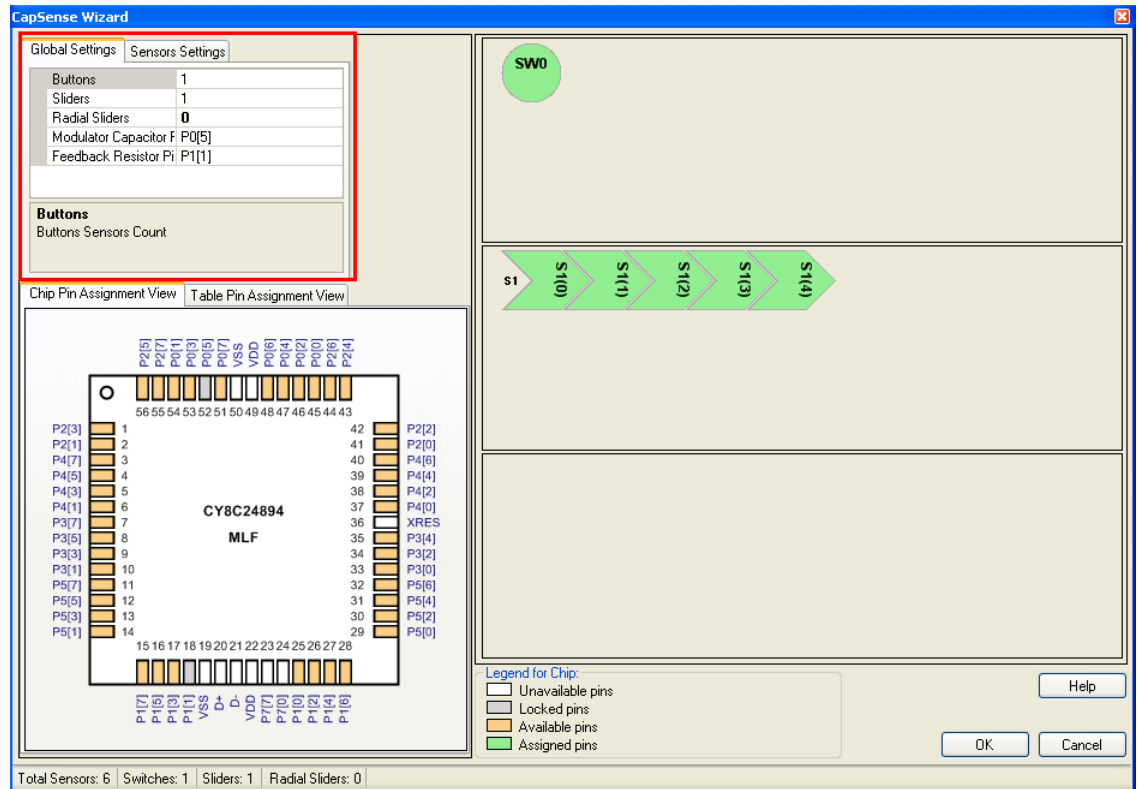 CapSense Wizard
Global Settings Sensors Settings
Buttons 1
Sliders 1
Radial Sliders 0
Modulator Capacitor F P0[5]
Feedback Resistor Pi P1[1]
Buttons
Buttons Sensors Count
SW0
S1 S1(0) S1(1) S1(2) S1(3) S1(4)
Chip Pin Assignment View Table Pin Assignment View
P2[5] P2[7] P0[1] P0[3] P0[5] P0[7] VSS VDD P0[6] P0[4] P0[2] P0[0] P2[6] P2[4]
56 55 54 53 52 51 50 49 48 47 46 45 44 43
P2[3] 1 42 P2[2]
P2[1] 2 41 P2[0]
P4[7] 3 40 P4[6]
P4[5] 4 39 P4[4]
P4[3] 5 38 P4[2]
P4[1] 6 37 P4[0]
CY8C24894
P3[7] 7 36 XRES
P3[5] 8 MLF 35 P3[4]
P3[3] 9 34 P3[2]
P3[1] 10 33 P3[0]
P5[7] 11 32 P5[6]
P5[5] 12 31 P5[4]
P5[3] 13 30 P5[2]
P5[1] 14 29 P5[0]
15 16 17 18 19 20 21 22 23 24 25 26 27 28
P1[7] P1[5] P1[3] P1[1] VSS D+ D- VDD P7[7] P7[0] P1[0] P1[2] P1[4] P1[6]
Legend for Chip:
Unavailable pins
Locked pins
Available pins
Assigned pins
Help
OK Cancel
Total Sensors: 6 Switches: 1 Sliders: 1 Radial Sliders: 0